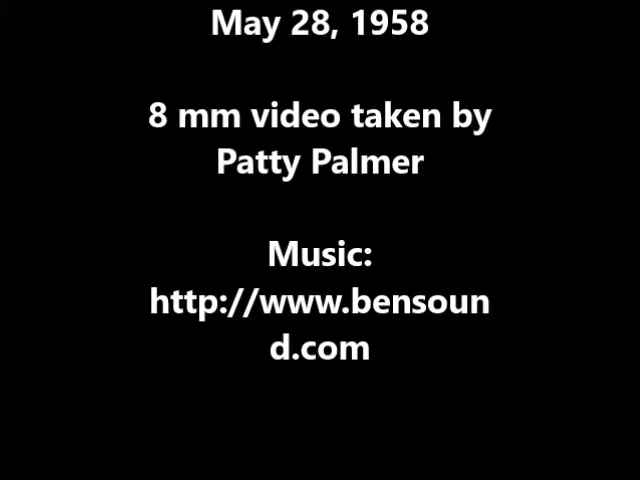 May 28, 1958
8 mm video taken by
Patty Palmer
Music:
http://www.bensoun
d.com